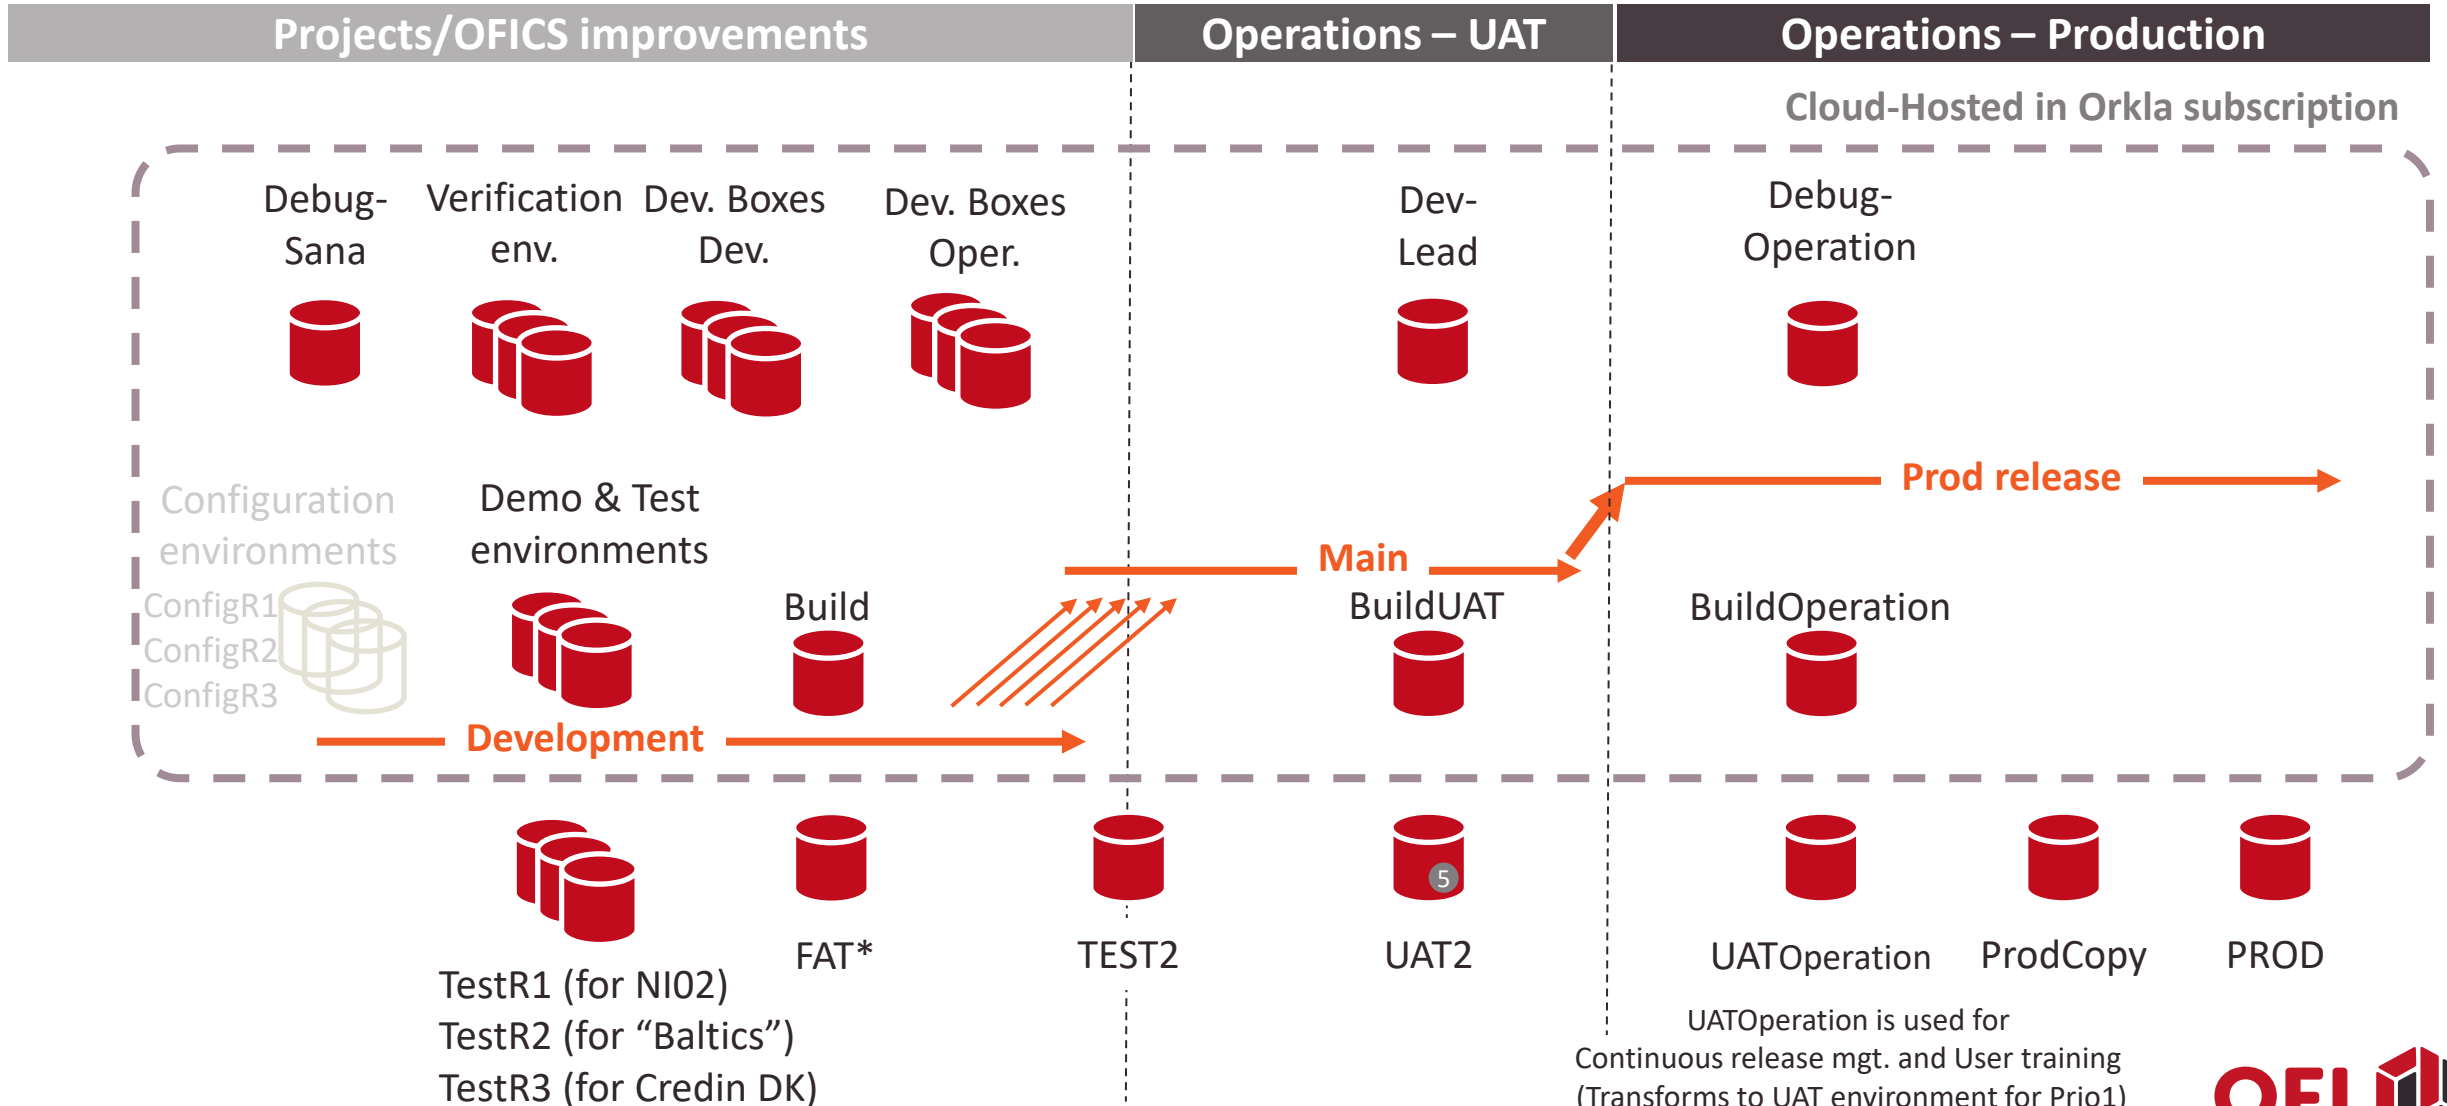 Projects/OFICS improvements
Operations – UAT
Operations – Production
Cloud-Hosted in Orkla subscription
Debug-
Sana
Verification
env.
Dev. Boxes
Dev.
Dev. Boxes
Oper.
Dev-
Lead
Debug-
Operation
Configuration
environments
ConfigR1
ConfigR2
ConfigR3
Demo & Test
environments
Build
Development
Main
BuildUAT
Prod release
BuildOperation
5
TestR1 (for NI02)
TestR2 (for “Baltics”)
TestR3 (for Credin DK)
FAT*
TEST2
UAT2
UATOperation
ProdCopy
PROD
UATOperation is used for
Continuous release mgt. and User training
(Transforms to UAT environment for Prio1)